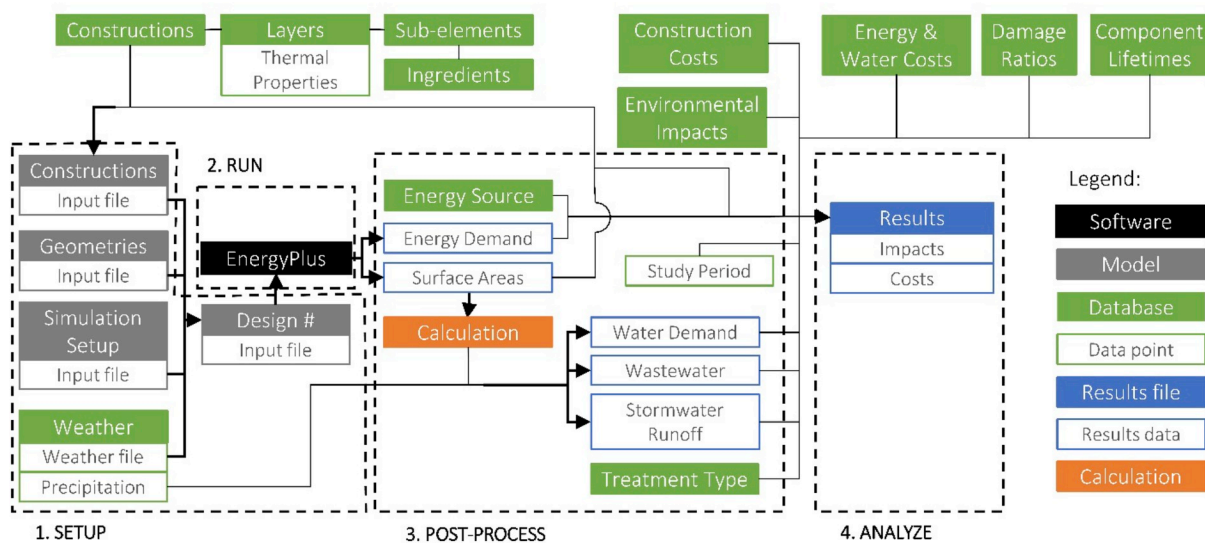 Constructions
Layers
Thermal
Properties
Sub-elements
Ingredients
Construction
Costs
Environmental
Impacts
Energy &
Water Costs
Damage
Ratios
Component
Lifetimes
Constructions
Input file
Geometries
Input file
Simulation
Setup
Input file
Weather
Weather file
Precipitation
1. SETUP
2. RUN
EnergyPlus
Design #
Input file
Energy Source
Energy Demand
Surface Areas
Calculation
Study Period
Water Demand
Wastewater
Stormwater
Runoff
Treatment Type
3. POST-PROCESS
Results
Impacts
Costs
4. ANALYZE
Legend:
Software
Model
Database
Data point
Results file
Results data
Calculation